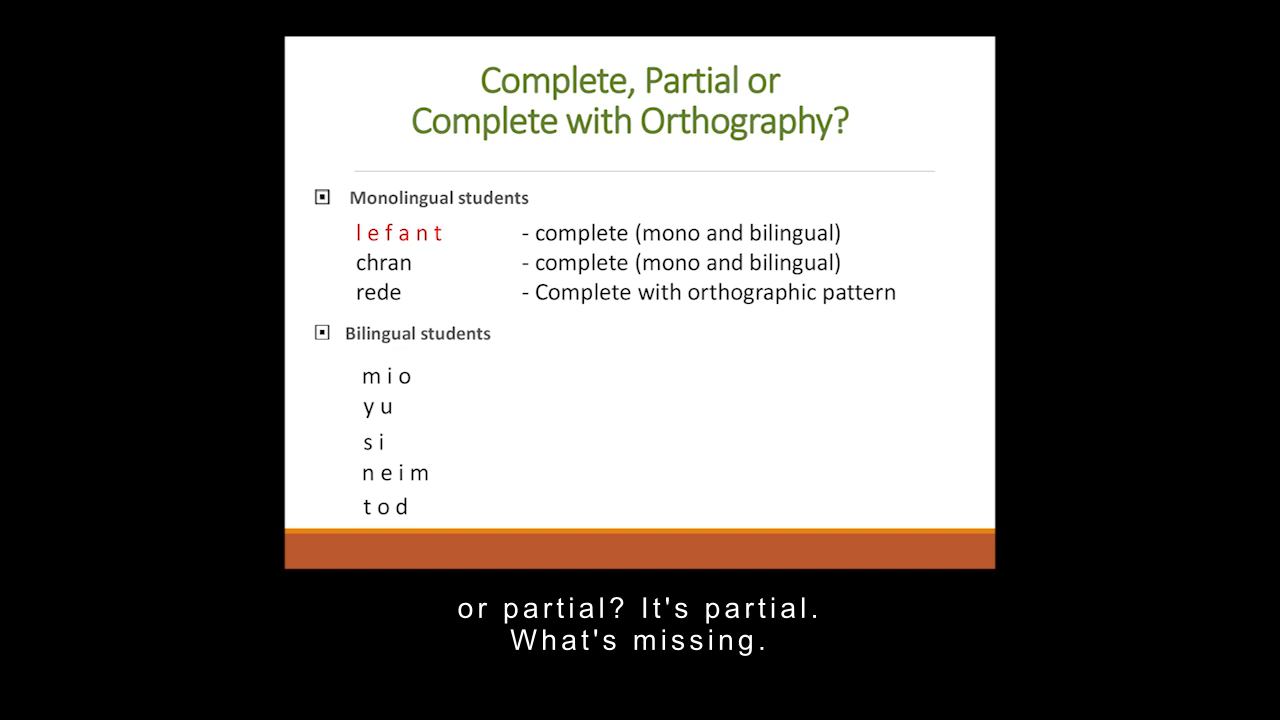 Complete, Partial or
Complete with Orthography?
Monolingual students
l e f a n t - complete (mono and bilingual)
chran - complete (mono and bilingual)
rede - Complete with orthographic pattern
Bilingual students
m i o
y u
s i
n e i m
t o d
or partial? It's partial.
What's missing.